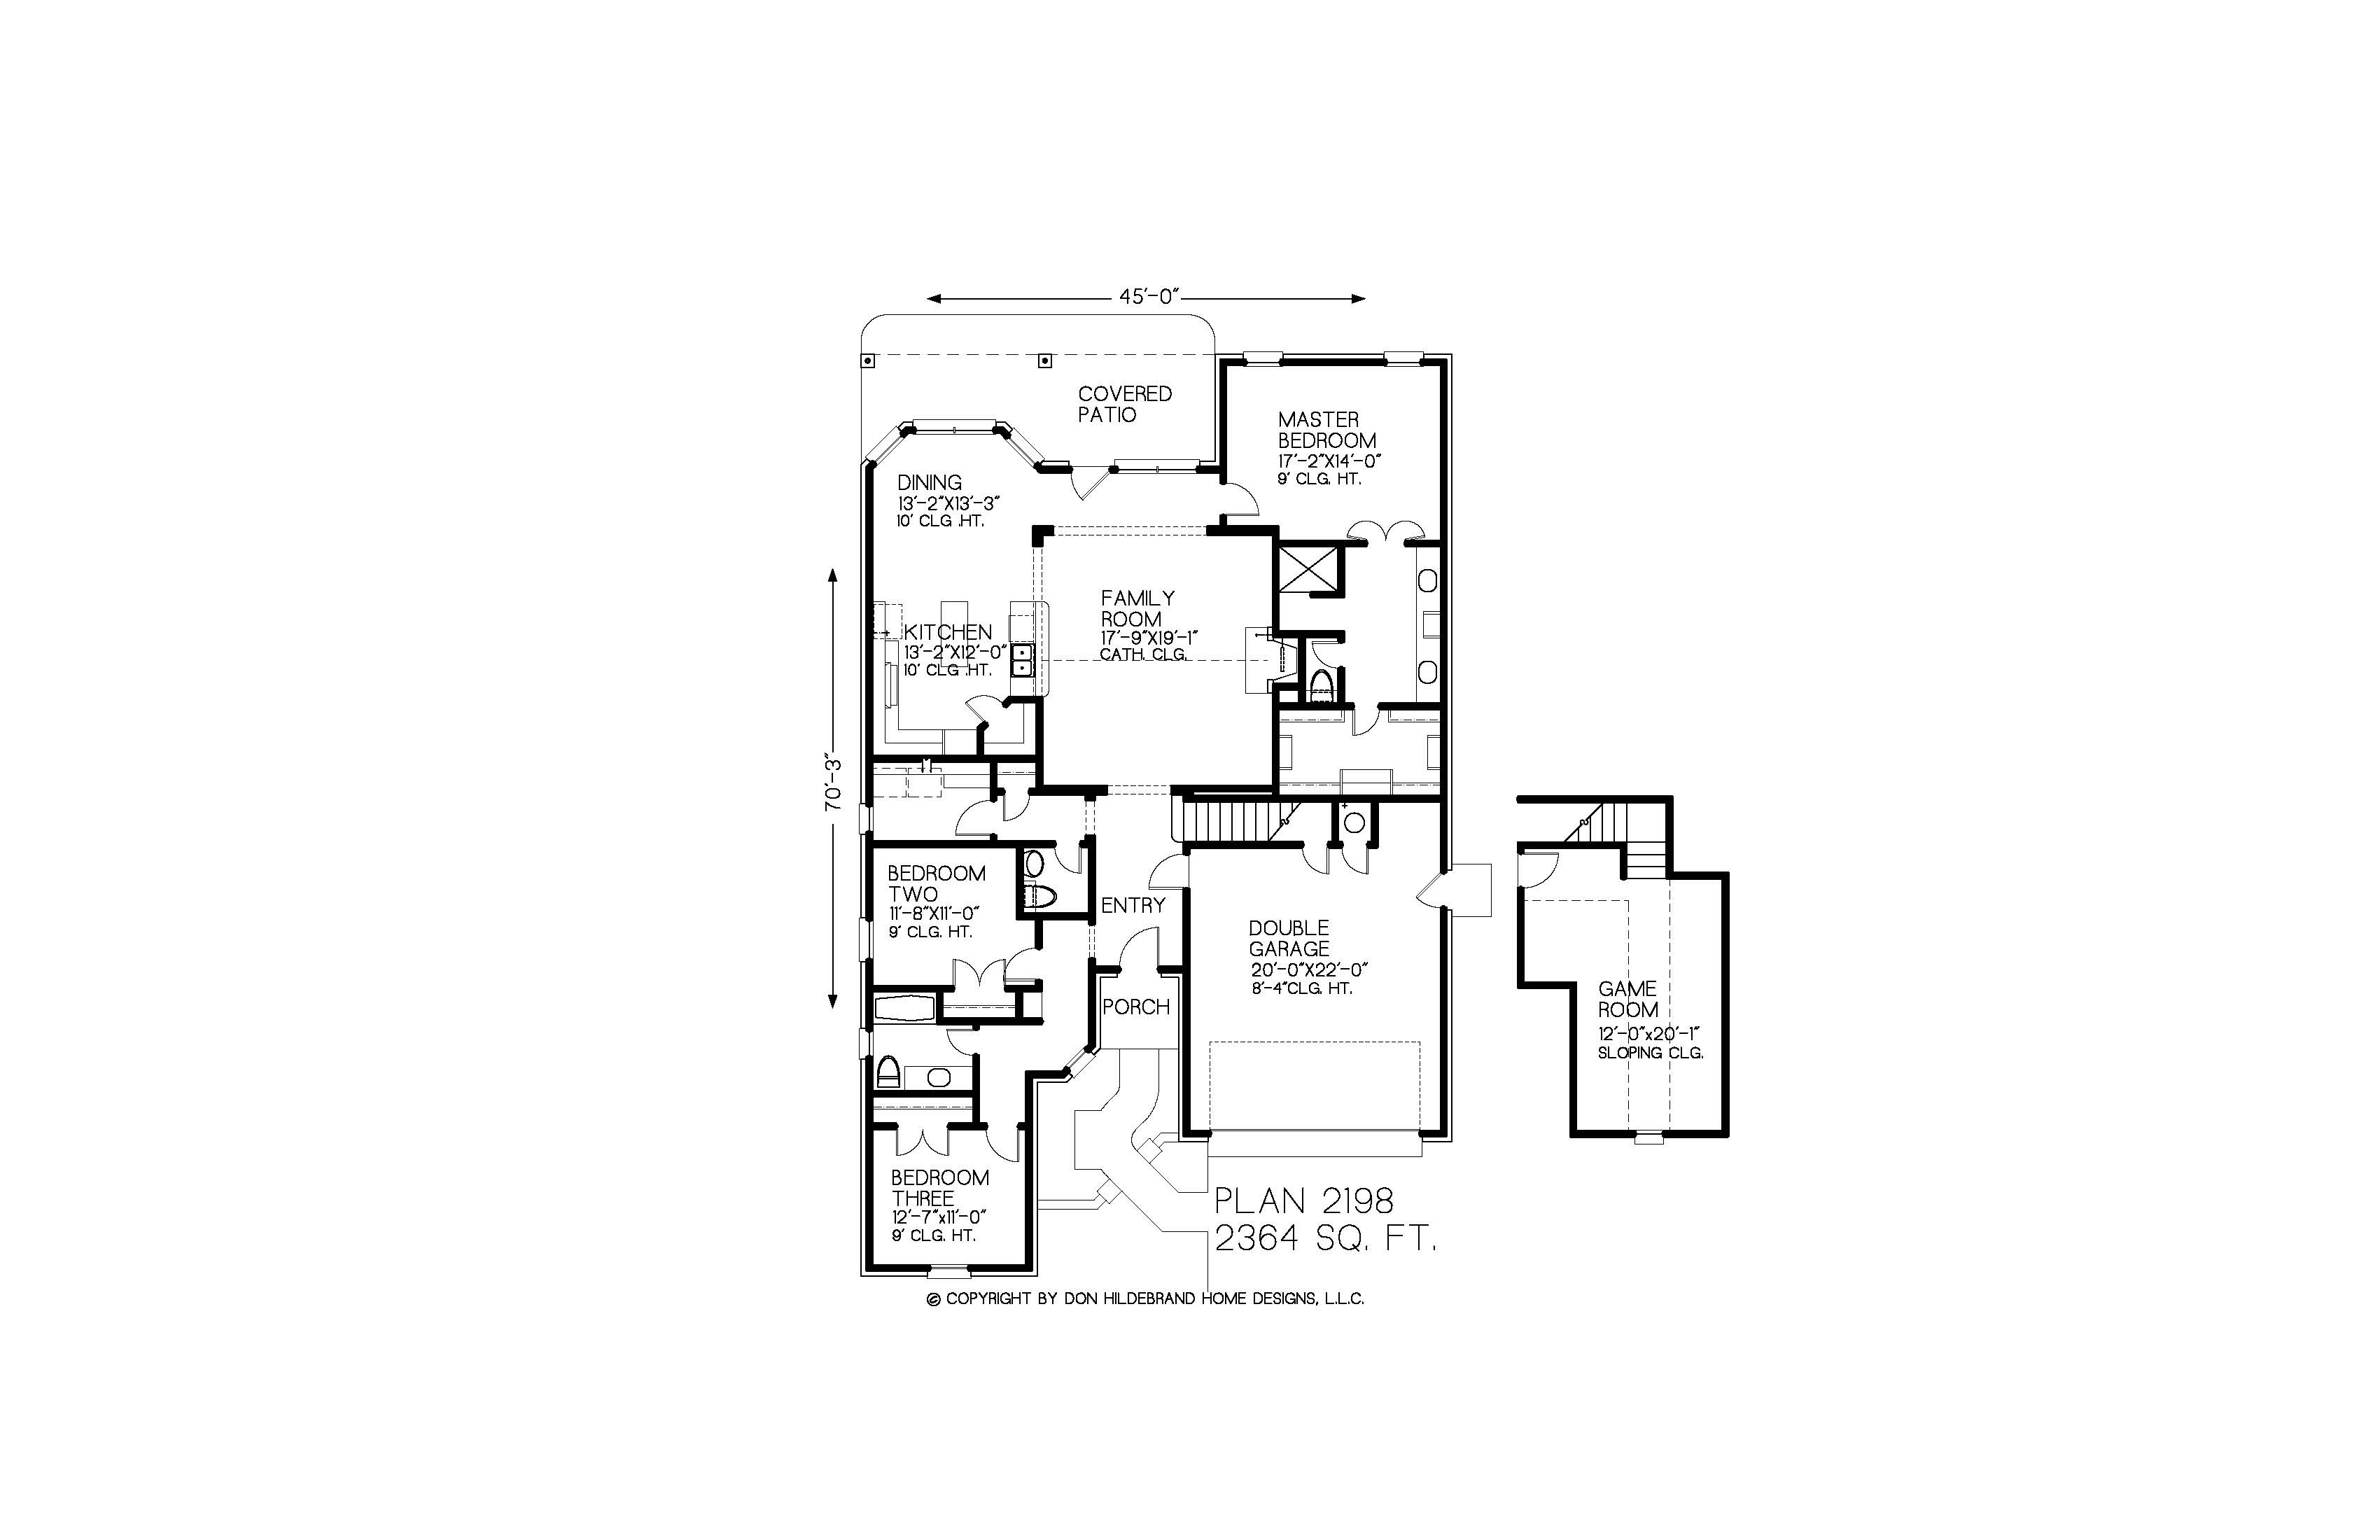 45'-0"
COVERED
PATIO
MASTER
BEDROOM
17'-2"X14'-0"
9' CLG. HT.
DINING
13'-2"X13'-3"
10' CLG .HT.
FAMILY
ROOM
17'-9"X19'-1"
CATH. CLG.
KITCHEN
13'-2"X12'-0"
10' CLG .HT.
70'-3"
BEDROOM
TWO
11'-8"X11'-0"
9' CLG. HT.
ENTRY
DOUBLE
GARAGE
20'-0"X22'-0"
8'-4"CLG. HT.
PORCH
GAME
ROOM
12'-0"x20'-1"
SLOPING CLG.
BEDROOM
THREE
12'-7"x11'-0"
9' CLG. HT.
PLAN 2198
2364 SQ. FT.
© COPYRIGHT BY DON HILDEBRAND HOME DESIGNS, L.L.C.